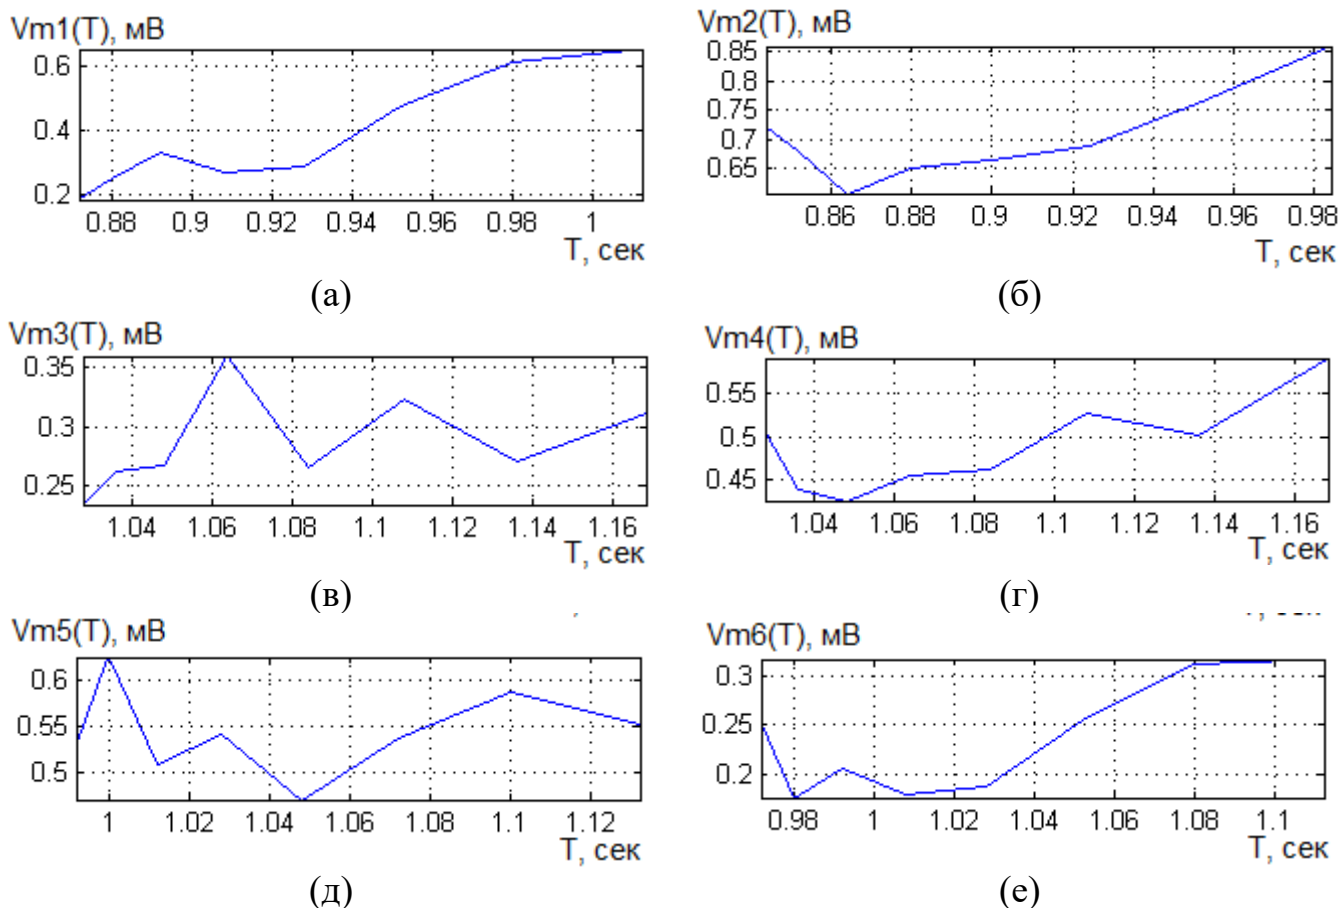 Vm1(T), мВ
0.6
0.4
0.2
0.88 0.9 0.92 0.94 0.96 0.98 1
T, сек
(а)
Vm2(T), мВ
0.85
0.8
0.75
0.7
0.65
0.86 0.88 0.9 0.92 0.94 0.96 0.98
T, сек
(б)
Vm3(T), мВ
0.35
0.3
0.25
1.04 1.06 1.08 1.1 1.12 1.14 1.16
T, сек
(в)
Vm4(T), мВ
0.55
0.5
0.45
1.04 1.06 1.08 1.1 1.12 1.14 1.16
T, сек
(г)
Vm5(T), мВ
0.6
0.55
0.5
1 1.02 1.04 1.06 1.08 1.1 1.12
T, сек
(д)
Vm6(T), мВ
0.3
0.25
0.2
0.98 1 1.02 1.04 1.06 1.08 1.1
T, сек
(е)